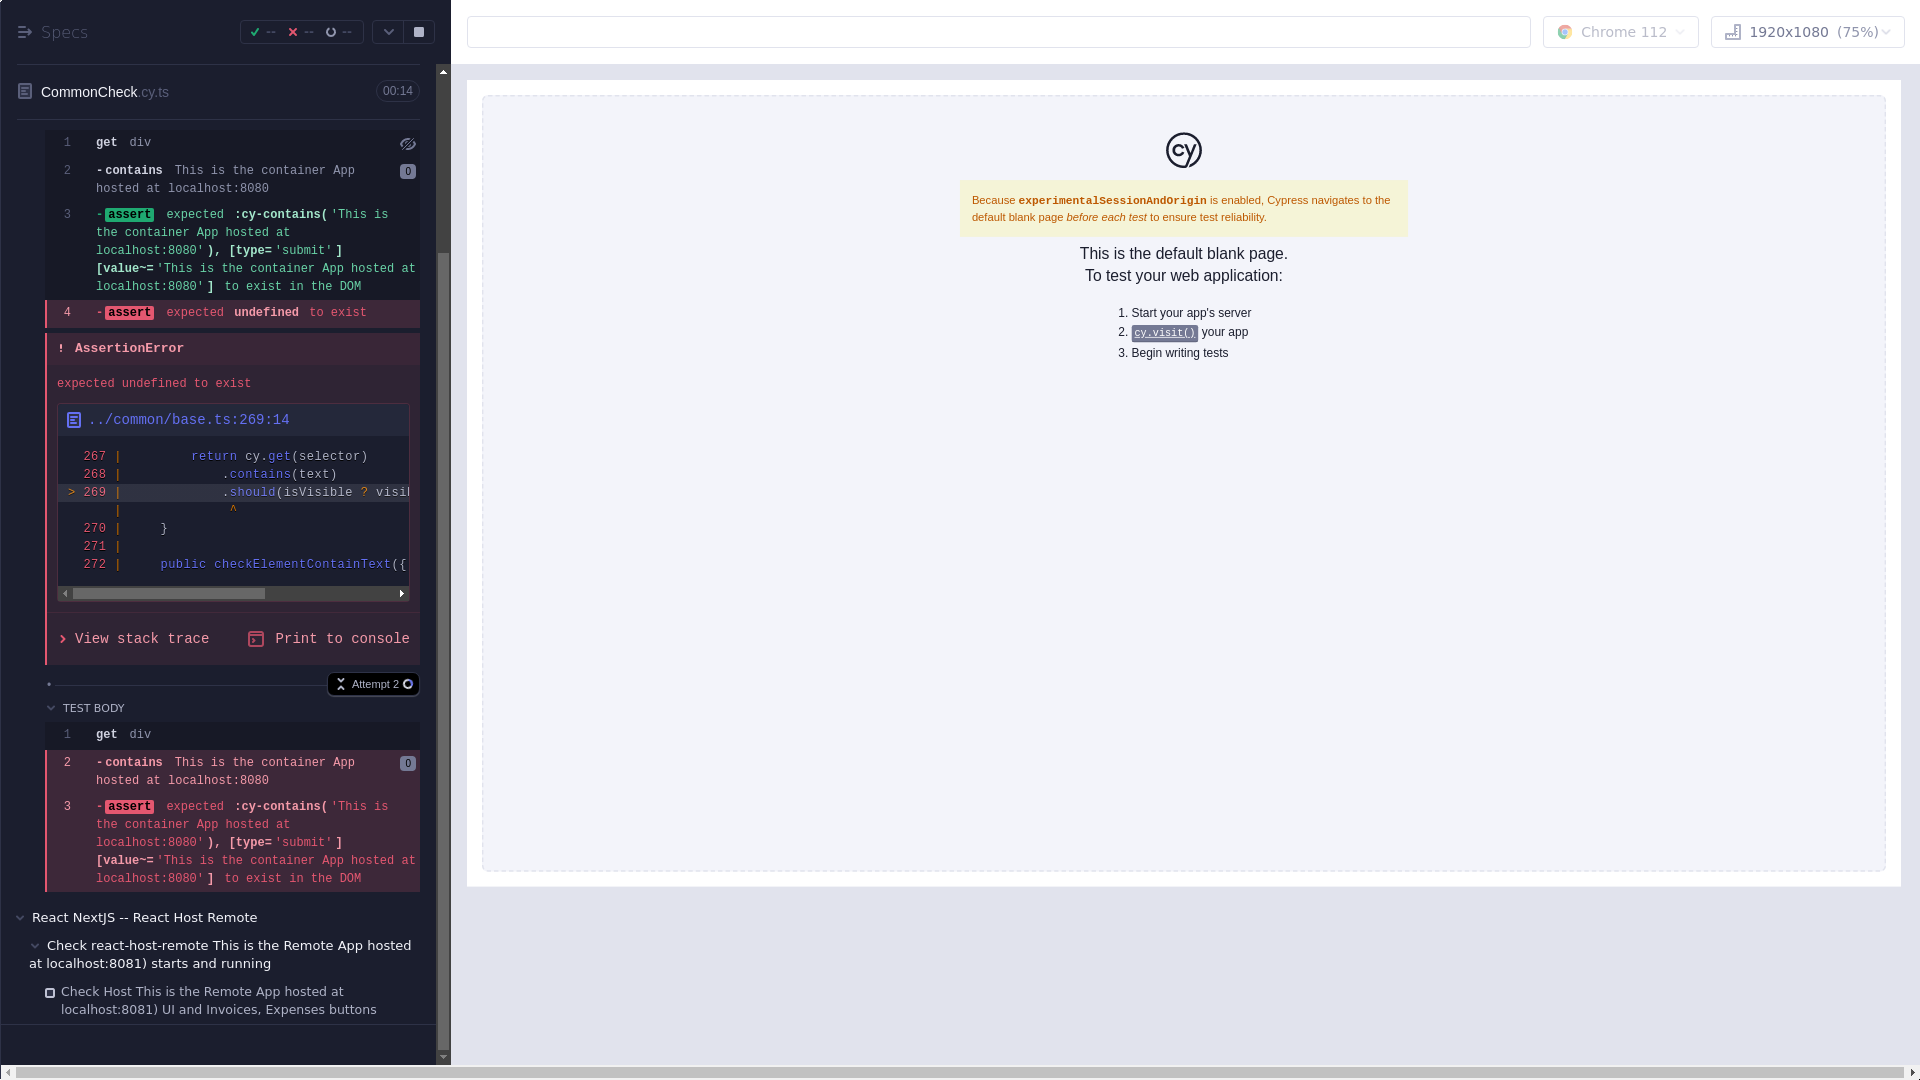 Specs
-- -- --
Chrome 112
1920x1080 (75%)
CommonCheck.cy.ts
00:14
1 get div
2 -contains This is the container App
hosted at localhost:8080
0
3 -assert expected :cy-contains('This is
the container App hosted at
localhost:8080'), [type='submit']
[value~='This is the container App hosted at
localhost:8080'] to exist in the DOM
4 -assert expected undefined to exist
! AssertionError
expected undefined to exist
../common/base.ts:269:14
267 | return cy.get(selector)
268 | .contains(text)
> 269 | .should(isVisible ? visi
| ^
270 | }
271 |
272 | public checkElementContainText({
View stack trace
Print to console
Attempt 2
TEST BODY
1 get div
2 -contains This is the container App
hosted at localhost:8080
0
3 -assert expected :cy-contains('This is
the container App hosted at
localhost:8080'), [type='submit']
[value~='This is the container App hosted at
localhost:8080'] to exist in the DOM
React NextJS -- React Host Remote
Check react-host-remote This is the Remote App hosted
at localhost:8081) starts and running
Check Host This is the Remote App hosted at
localhost:8081) UI and Invoices, Expenses buttons
cy
Because experimentalSessionAndOrigin is enabled, Cypress navigates to the
default blank page before each test to ensure test reliability.
This is the default blank page.
To test your web application:
1. Start your app's server
2. cy.visit() your app
3. Begin writing tests